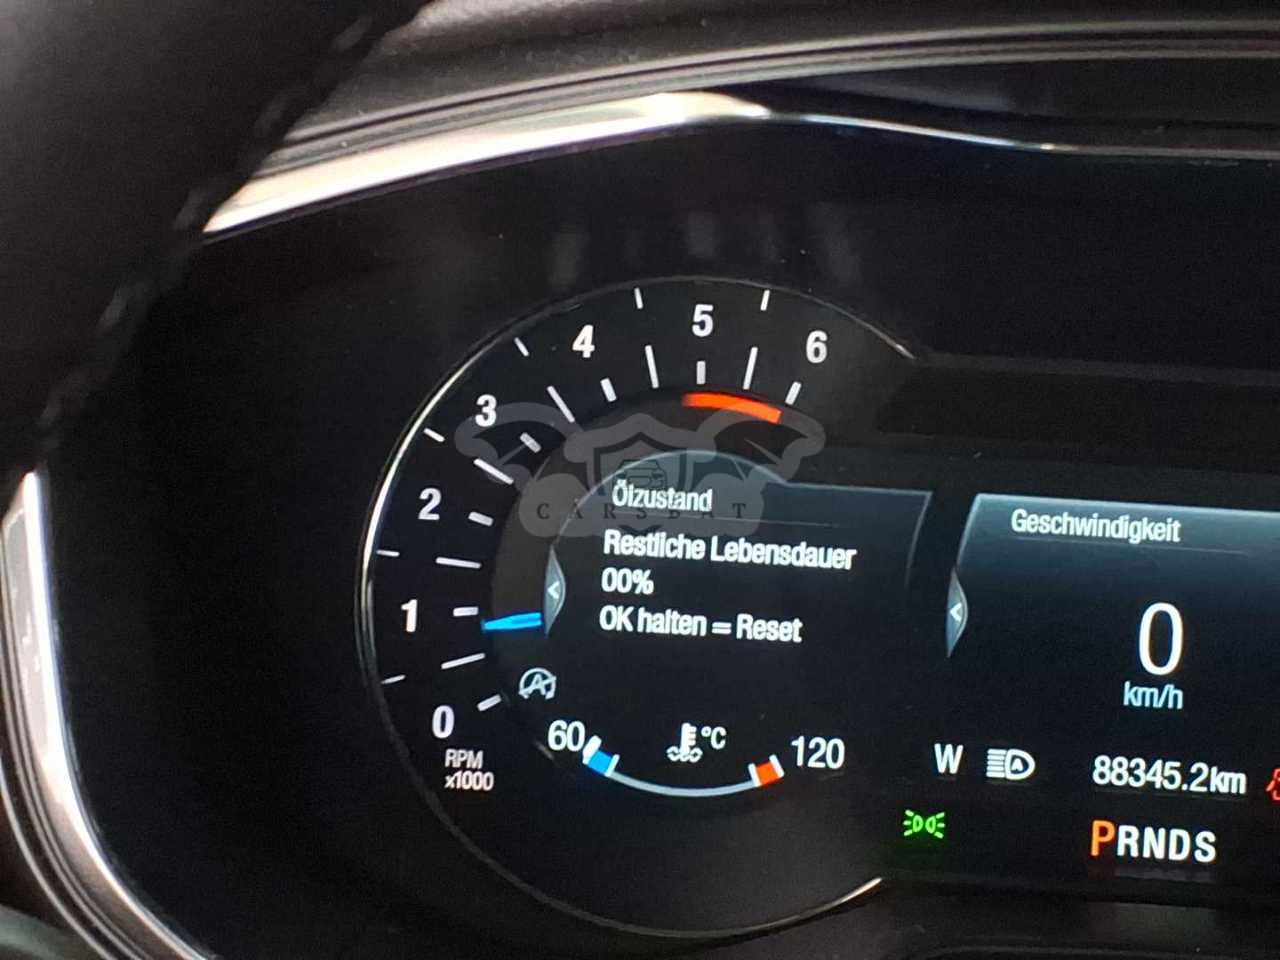 5
4
6
3
2
1
0
RPM
x1000
CARSBAT
Ölzustand
Restliche Lebensdauer
00%
OK halten = Reset
60
°C
120
Geschwindigkeit
0
km/h
W
A
88345.2km
PRNDS